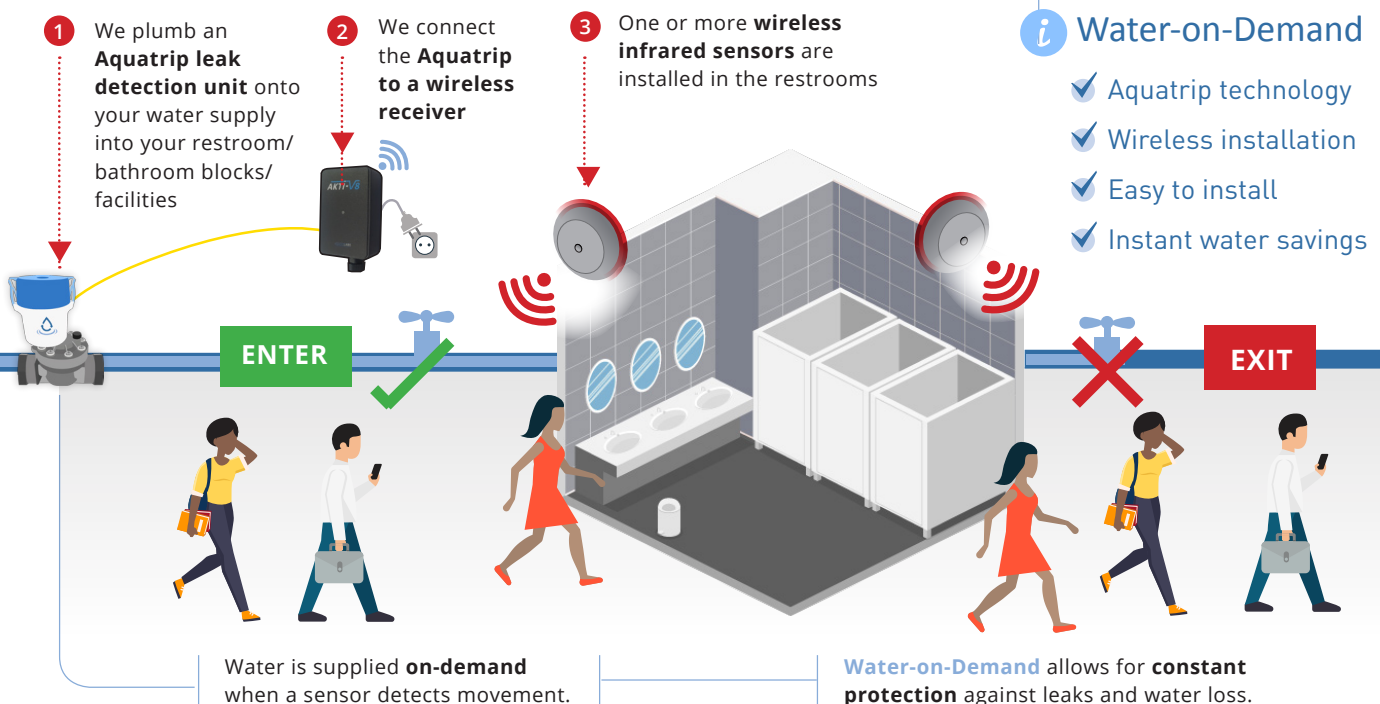 1
We plumb an
Aquatrip leak
detection unit onto
your water supply
into your restroom/
bathroom blocks/
facilities
2
We connect
the Aquatrip
to a wireless
receiver
3
One or more wireless
infrared sensors are
installed in the restrooms
i
Water-on-Demand
Aquatrip technology
Wireless installation
Easy to install
Instant water savings
AKTI-V8
ENTER
EXIT
Water is supplied on-demand
when a sensor detects movement.
Water-on-Demand allows for constant
protection against leaks and water loss.